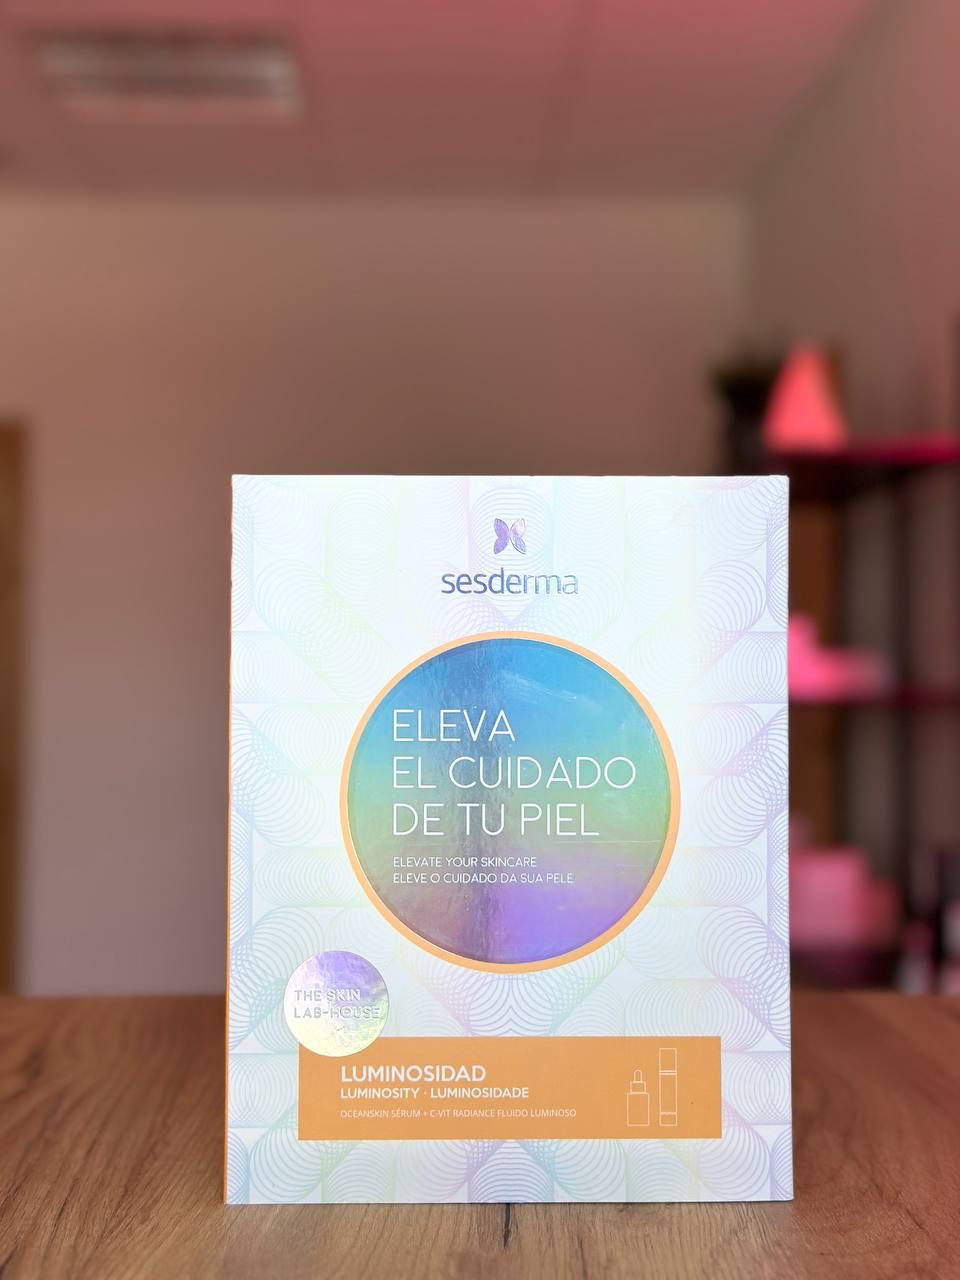 sesderma
ELEVA
EL CUIDADO
DE TU PIEL
ELEVATE YOUR SKINCARE
ELEVE O CUIDADO DA SUA PELE
THE SKIN
LAB-HOUSE
LUMINOSIDAD
LUMINOSITY · LUMINOSIDADE
OCEANSKIN SÉRUM + C-VIT RADIANCE FLUIDO LUMINOSO